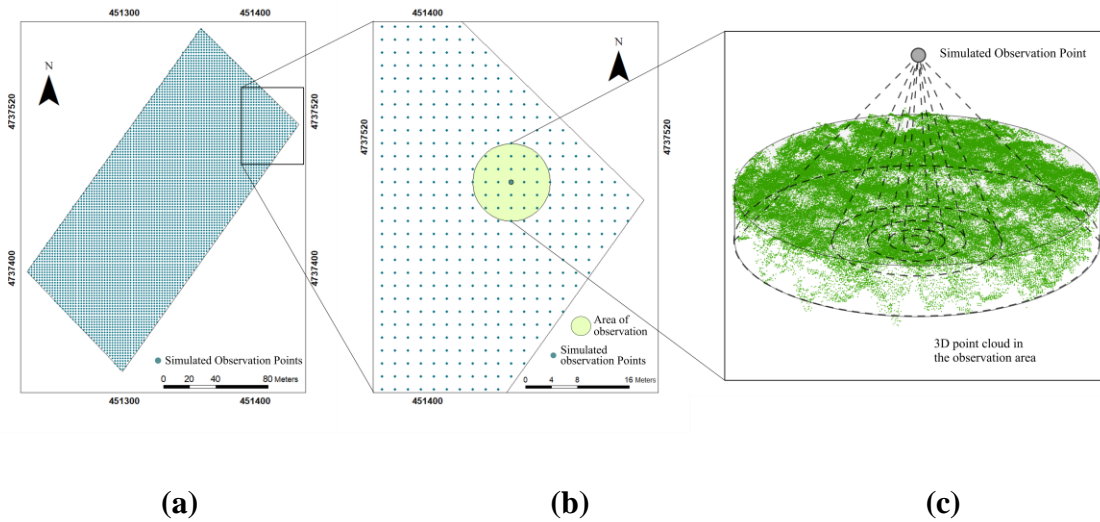 451300 451400
N
4737520
4737520
4737400
4737400
Simulated Observation Points
0 20 40 80 Meters
451300 451400
451400
N
4737520
4737520
Area of
observation
Simulated
observation Points
0 4 8 16 Meters
451400
Simulated Observation Point
3D point cloud in
the observation area
(a) (b) (c)